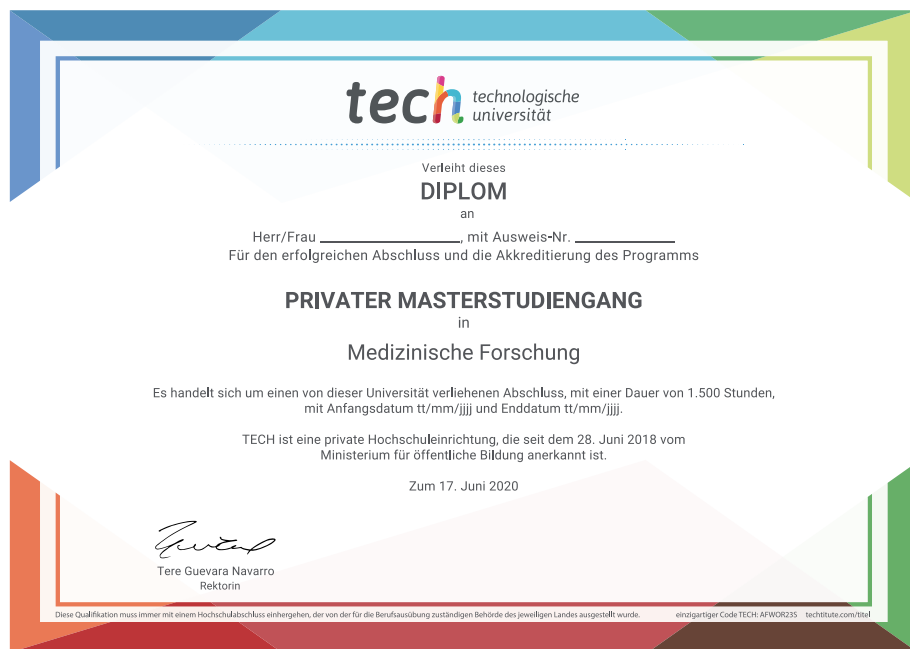 tech technologische
universität
Verleiht dieses
DIPLOM
an
Herr/Frau ____________________, mit Ausweis-Nr. ______________
Für den erfolgreichen Abschluss und die Akkreditierung des Programms
PRIVATER MASTERSTUDIENGANG
in
Medizinische Forschung
Es handelt sich um einen von dieser Universität verliehenen Abschluss, mit einer Dauer von 1.500 Stunden,
mit Anfangsdatum tt/mm/jjjj und Enddatum tt/mm/jjjj.
TECH ist eine private Hochschuleinrichtung, die seit dem 28. Juni 2018 vom
Ministerium für öffentliche Bildung anerkannt ist.
Zum 17. Juni 2020
Tere Guevara Navarro
Rektorin
Diese Qualifikation muss immer mit einem Hochschulabschluss einhergehen, der von der für die Berufsausübung zuständigen Behörde des jeweiligen Landes ausgestellt wurde. einzigartiger Code TECH: AFWOR23S techtitute.com/titel